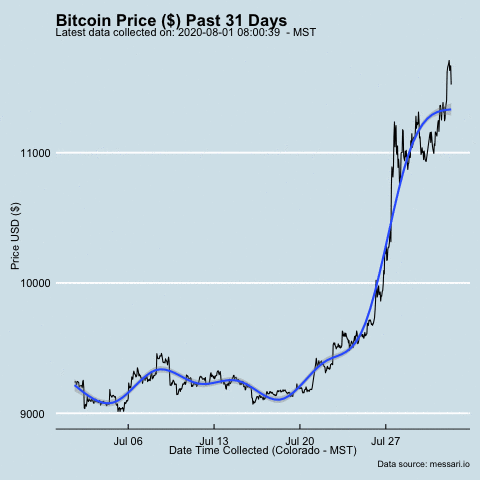 Bitcoin Price ($) Past 31 Days
Latest data collected on: 2020-08-01 08:00:39  - MST
11000
10000
9000
Price USD ($)
Jul 06
Jul 13
Jul 20
Jul 27
Date Time Collected (Colorado - MST)
Data source: messari.io